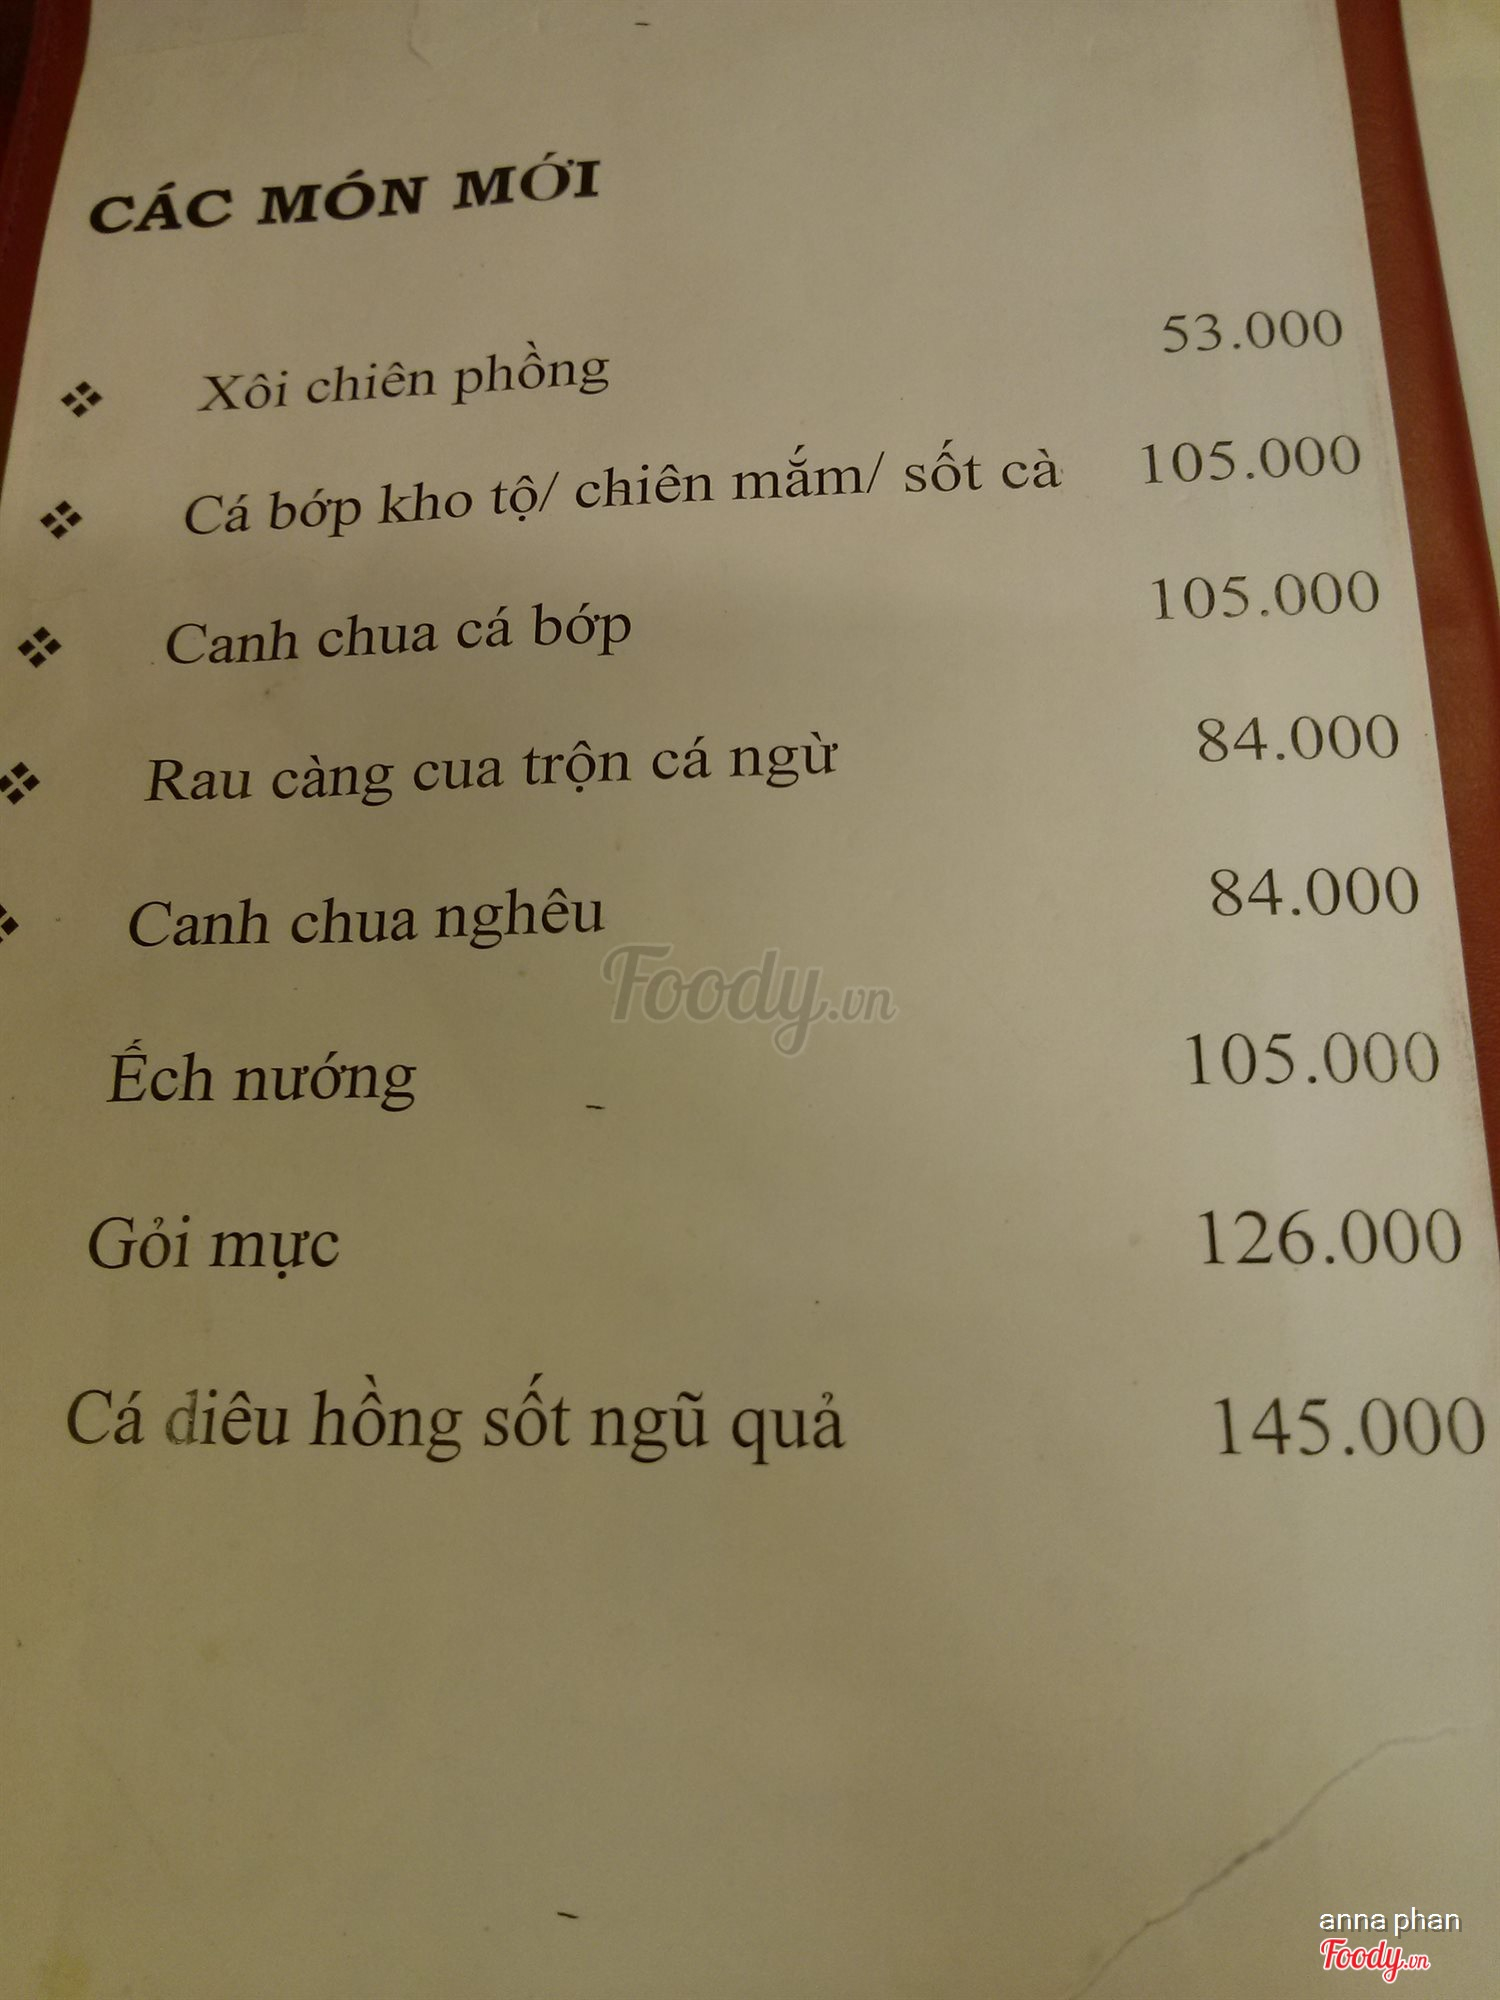 CÁC MÓN MỚI
❖ Xôi chiên phồng 53.000
❖ Cá bớp kho tộ/ chiên mắm/ sốt cà 105.000
❖ Canh chua cá bớp 105.000
❖ Rau càng cua trộn cá ngừ 84.000
❖ Canh chua nghêu 84.000
Foody.vn
Ếch nướng 105.000
Gỏi mực 126.000
Cá diêu hồng sốt ngũ quả 145.000
anna phan
Foody.vn